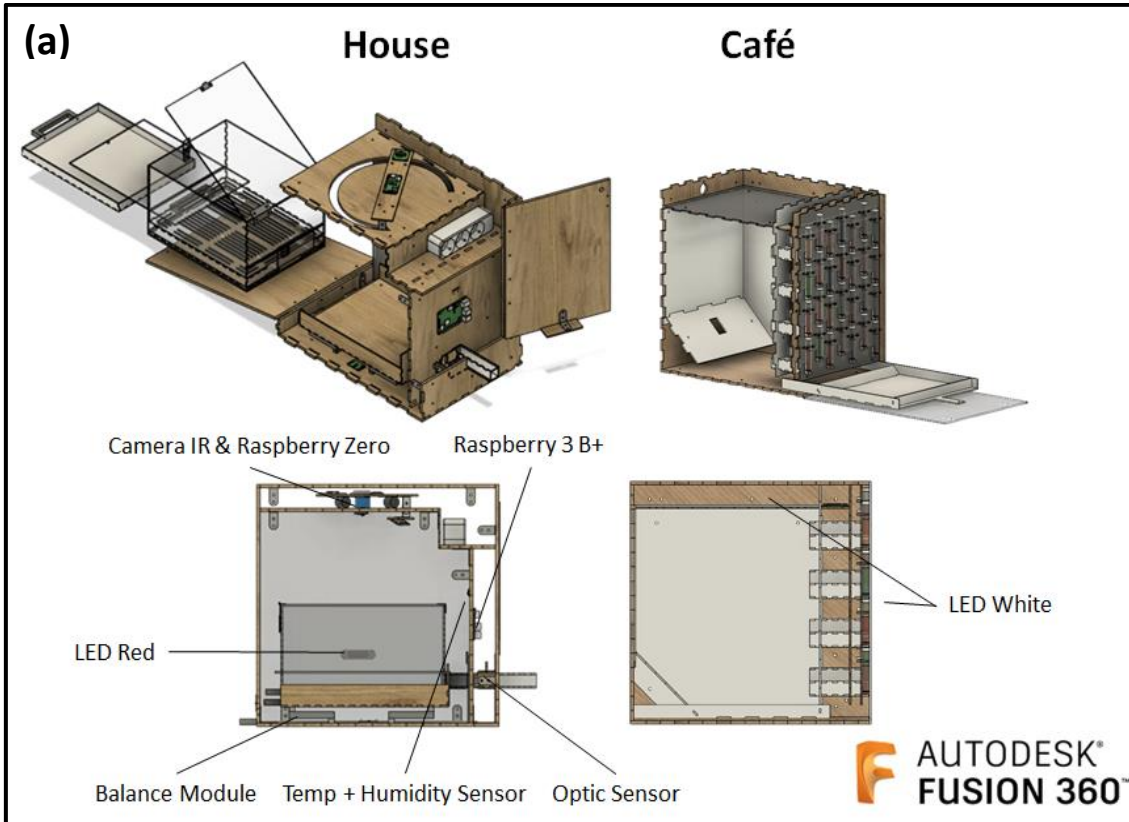 (a)
House
Café
Camera IR & Raspberry Zero
Raspberry 3 B+
LED Red
LED White
Balance Module
Temp + Humidity Sensor
Optic Sensor
AUTODESK®
FUSION 360™